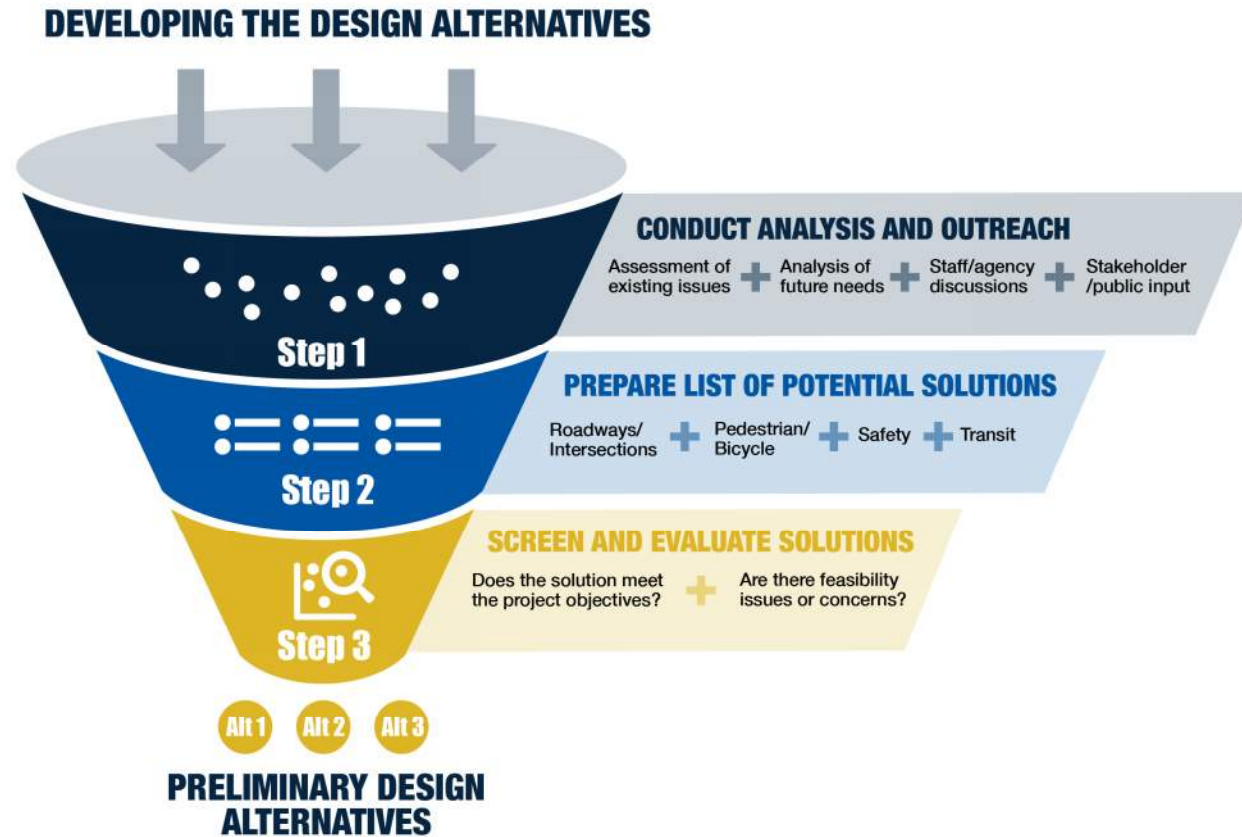 DEVELOPING THE DESIGN ALTERNATIVES
CONDUCT ANALYSIS AND OUTREACH
Assessment of
existing issues
+
Analysis of
future needs
+
Staff/agency
discussions
+
Stakeholder
/public input
Step 1
PREPARE LIST OF POTENTIAL SOLUTIONS
Roadways/
Intersections
+
Pedestrian/
Bicycle
+
Safety
+
Transit
Step 2
SCREEN AND EVALUATE SOLUTIONS
Does the solution meet
the project objectives?
+
Are there feasibility
issues or concerns?
Step 3
Alt 1
Alt 2
Alt 3
PRELIMINARY DESIGN
ALTERNATIVES